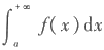 ∫_a^{+∞} f(x) dx